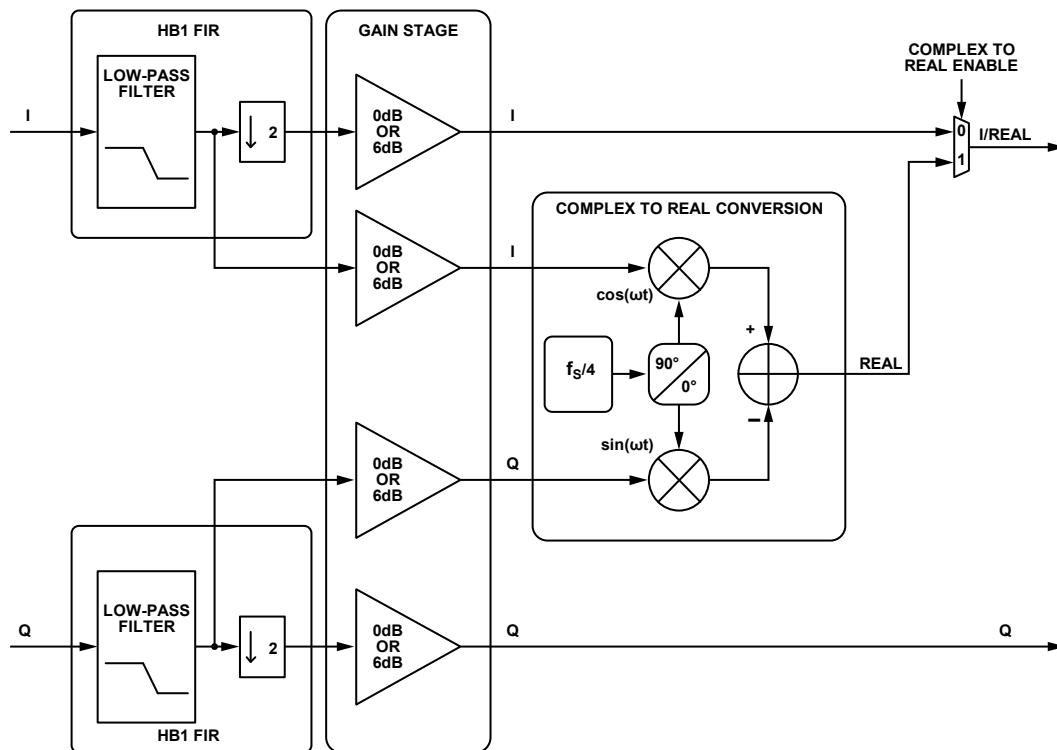 HB1 FIR
GAIN STAGE
LOW-PASS
FILTER
I
2
0dB
OR
6dB
I
COMPLEX TO
REAL ENABLE
0
1
I/REAL
0dB
OR
6dB
I
COMPLEX TO REAL CONVERSION
cos(ωt)
+
fS/4
90°
0°
REAL
–
sin(ωt)
0dB
OR
6dB
Q
LOW-PASS
FILTER
Q
2
0dB
OR
6dB
Q
Q
HB1 FIR